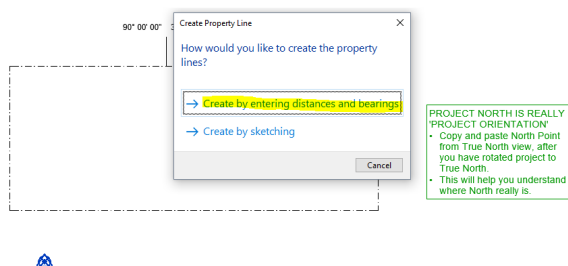 90° 00' 00"
Create Property Line
How would you like to create the property
lines?
→ Create by entering distances and bearings
→ Create by sketching
Cancel
PROJECT NORTH IS REALLY
'PROJECT ORIENTATION'
• Copy and paste North Point
from True North view, after
you have rotated project to
True North.
• This will help you understand
where North really is.